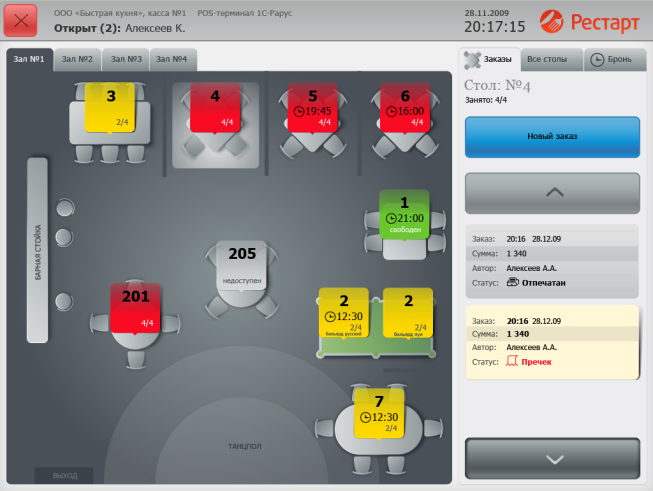 ООО «Быстрая кухня», касса №1 POS-терминал 1С-Рарус
Открыт (2): Алексеев К.
28.11.2009
20:17:15
Рестарт
Зал №1
Зал №2
Зал №3
Зал №4
Заказы
Все столы
Бронь
Стол: №4
Занято: 4/4
Новый заказ
3
2/4
4
4/4
5
19:45
4/4
6
16:00
4/4
1
21:00
свободен
БАРНАЯ СТОЙКА
205
недоступен
201
4/4
2
12:30
2/4
бильярд русский
2
2/4
бильярд пул
7
12:30
2/4
ТАНЦПОЛ
ВЫХОД
Заказ: 20:16 28.12.09
Сумма: 1 340
Автор: Алексеев А.А.
Статус: Отпечатан
Заказ: 20:16 28.12.09
Сумма: 1 340
Автор: Алексеев А.А.
Статус: Пречек